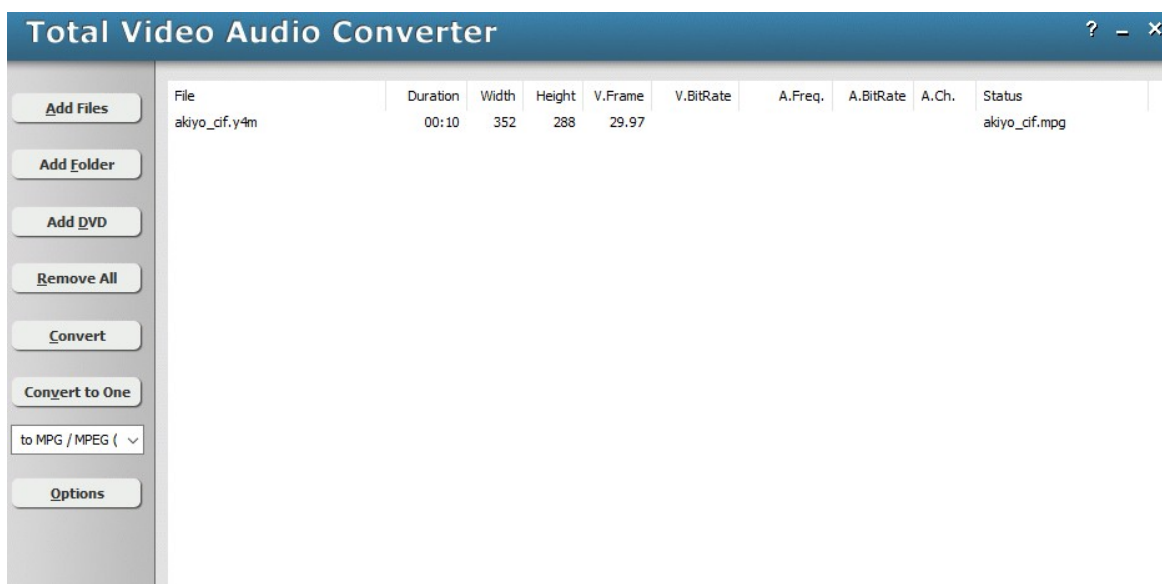 Total Video Audio Converter ? – ×
Add Files
Add Folder
Add DVD
Remove All
Convert
Convert to One
to MPG / MPEG (
Options
File Duration Width Height V.Frame V.BitRate A.Freq. A.BitRate A.Ch. Status
akiyo_cif.y4m 00:10 352 288 29.97 akiyo_cif.mpg